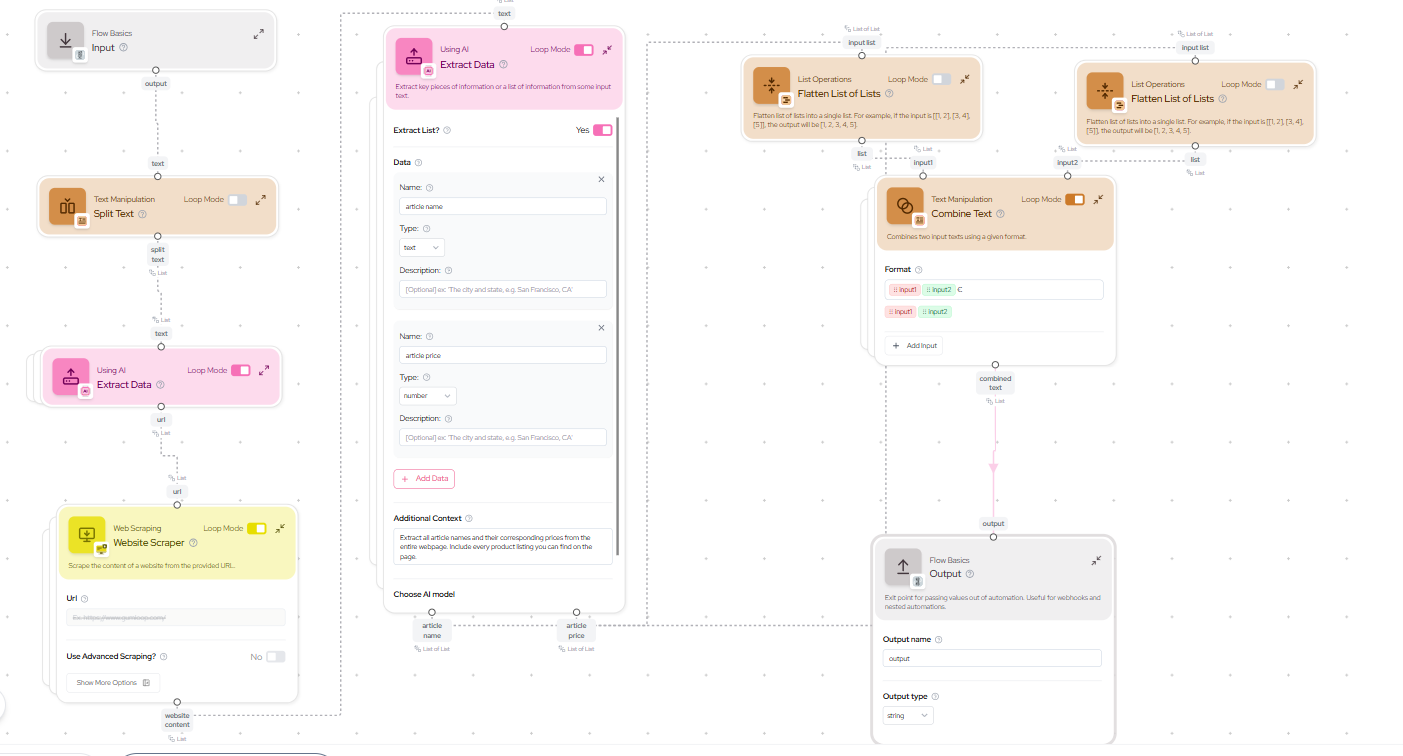 Flow Basics
Input
output
text
Text Manipulation
Split Text
Loop Mode
split
text
List
List
text
Using AI
Extract Data
Loop Mode
url
List
List
url
Web Scraping
Website Scraper
Loop Mode
Scrape the content of a website from the provided URL.
Url
Ex: https://www.gumloop.com/
Use Advanced Scraping?
No
Show More Options
website
content
List
List
text
Using AI
Extract Data
Loop Mode
Extract key pieces of information or a list of information from some input
text.
Extract List?
Yes
Data
Name:
article name
Type:
text
Description:
[Optional] ex: 'The city and state, e.g. San Francisco, CA'
Name:
article price
Type:
number
Description:
[Optional] ex: 'The city and state, e.g. San Francisco, CA'
+ Add Data
Additional Context
Extract all article names and their corresponding prices from the
entire webpage. Include every product listing you can find on the
page.
Choose AI model
article
name
List of List
article
price
List of List
List of List
input list
List Operations
Flatten List of Lists
Loop Mode
Flatten list of lists into a single list. For example, if the input is [[1, 2], [3, 4],
[5]], the output will be [1, 2, 3, 4, 5].
list
List
List of List
input list
List Operations
Flatten List of Lists
Loop Mode
Flatten list of lists into a single list. For example, if the input is [[1, 2], [3, 4],
[5]], the output will be [1, 2, 3, 4, 5].
list
List
List
input1
List
input2
Text Manipulation
Combine Text
Loop Mode
Combines two input texts using a given format.
Format
input1 input2 C
input1 input2
+ Add Input
combined
text
List
output
Flow Basics
Output
Exit point for passing values out of automation. Useful for webhooks and
nested automations.
Output name
output
Output type
string